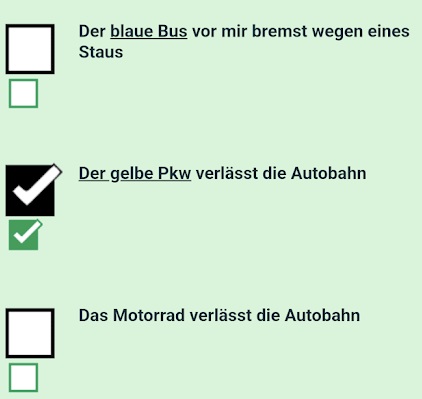 Der blaue Bus vor mir bremst wegen eines
Staus
Der gelbe Pkw verlässt die Autobahn
Das Motorrad verlässt die Autobahn